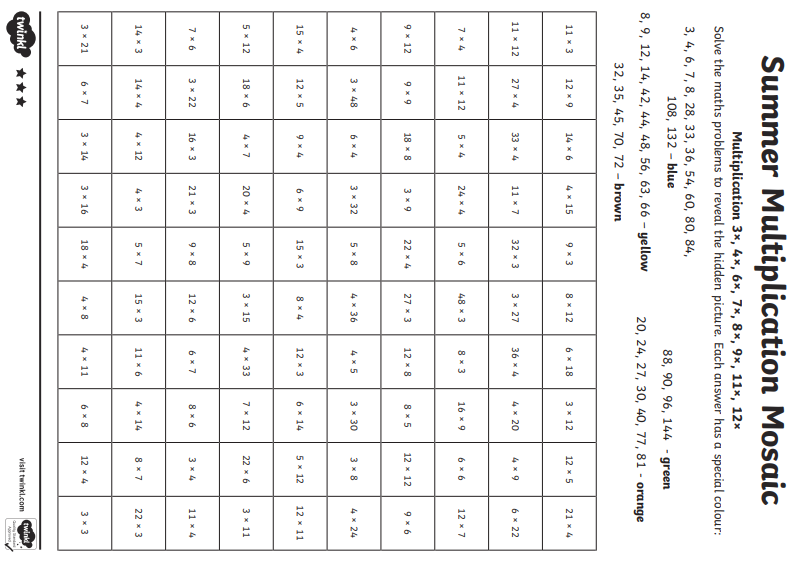 Summer Multiplication Mosaic
Multiplication 3×, 4×, 6×, 7×, 8×, 9×, 11×, 12×
Solve the maths problems to reveal the hidden picture. Each answer has a special colour:
3, 4, 6, 7, 8, 28, 33, 36, 54, 60, 80, 84,
108, 132 – blue
8, 9, 12, 14, 42, 44, 48, 56, 63, 66 – yellow
32, 35, 45, 70, 72 – brown
88, 90, 96, 144 - green
20, 24, 27, 30, 40, 77, 81 - orange
11 × 3 12 × 9 14 × 6 4 × 15 9 × 3 8 × 12 6 × 18 3 × 12 12 × 5 21 × 4
11 × 12 27 × 4 33 × 4 11 × 7 32 × 3 3 × 27 36 × 4 4 × 20 4 × 9 6 × 22
7 × 4 11 × 12 5 × 4 24 × 4 5 × 6 48 × 3 8 × 3 16 × 9 6 × 6 12 × 7
9 × 12 9 × 9 18 × 8 3 × 9 22 × 4 27 × 3 12 × 8 8 × 5 12 × 12 9 × 6
4 × 6 3 × 48 6 × 4 3 × 32 5 × 8 4 × 36 4 × 5 3 × 30 3 × 8 4 × 24
15 × 4 12 × 5 9 × 4 6 × 9 15 × 3 8 × 4 12 × 3 6 × 14 5 × 12 12 × 11
5 × 12 18 × 6 4 × 7 20 × 4 5 × 9 3 × 15 4 × 33 7 × 12 22 × 6 3 × 11
7 × 6 3 × 22 16 × 3 21 × 3 9 × 8 12 × 6 6 × 7 8 × 6 3 × 4 11 × 4
14 × 3 14 × 4 4 × 12 4 × 3 5 × 7 15 × 3 11 × 6 4 × 14 8 × 7 22 × 3
3 × 21 6 × 7 3 × 14 3 × 16 18 × 4 4 × 8 4 × 11 6 × 8 12 × 4 3 × 3
twinkl
visit twinkl.com
twinkl